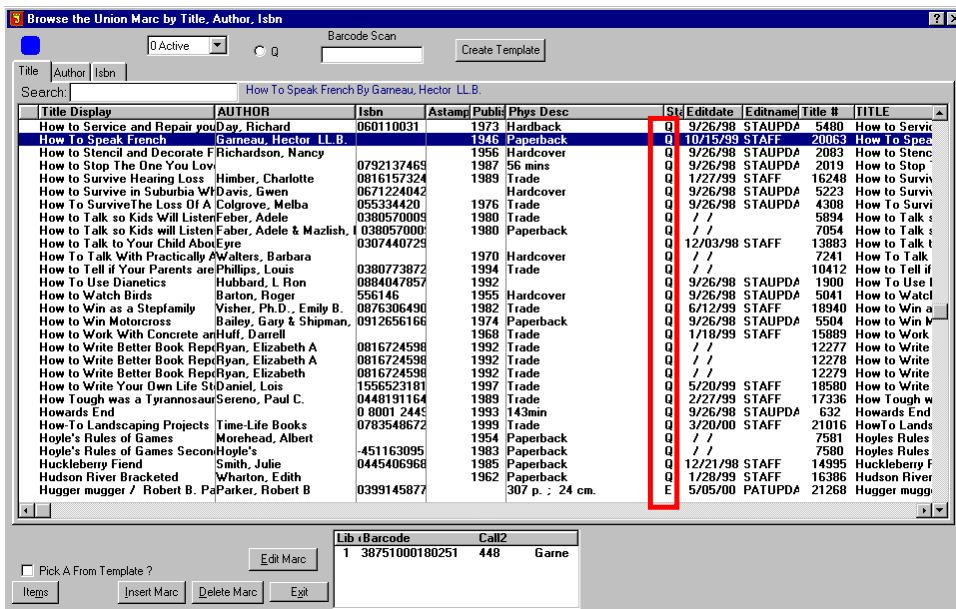 Browse the Union Marc by Title, Author, Isbn
Barcode Scan
0 Active
Q
Create Template
Title Author Isbn
Search: How To Speak French By Garneau, Hector LL.B.
Title Display AUTHOR Isbn Astamp Publis Phys Desc Sta Editdate Editname Title # TITLE
How to Service and Repair you Day, Richard 060110031 1973 Hardback Q 9/26/98 STAUPDA 5480 How to Servic
How To Speak French Garneau, Hector LL.B. 1946 Paperback Q 10/15/99 STAFF 20063 How To Spea
How to Stencil and Decorate F Richardson, Nancy 1956 Hardcover Q 9/26/98 STAUPDA 2083 How to Stenc
How to Stop The One You Love 0792137469 1987 56 mins Q 9/26/98 STAUPDA 2019 How to Stop
How to Survive Hearing Loss Himber, Charlotte 0816157324 1989 Trade Q 1/27/99 STAFF 16248 How to Surviv
How to Survive in Suburbia Wh Davis, Gwen 0671224042 Hardcover Q 9/26/98 STAUPDA 5223 How to Surviv
How To SurviveThe Loss Of A Colgrove, Melba 055334420 1976 Trade Q 9/26/98 STAUPDA 4308 How To Surviv
How to Talk so Kids Will Listen Feber, Adele 0380570009 1980 Trade Q / / 5894 How to Talk s
How to Talk so Kids will Listen Faber, Adele & Mazlish, 038057000 1980 Paperback Q / / 7054 How to Talk s
How to Talk to Your Child Abou Eyre 0307440729 Q 12/03/98 STAFF 13883 How to Talk t
How To Talk With Practically A Walters, Barbara 1970 Hardcover Q / / 7241 How To Talk
How to Tell if Your Parents are Phillips, Louis 0380773872 1994 Trade Q / / 10412 How to Tell if
How To Use Dianetics Hubbard, L Ron 0884047857 1992 Q 9/26/98 STAUPDA 1900 How To Use
How to Watch Birds Barton, Roger 556146 1955 Hardcover Q 9/26/98 STAUPDA 5041 How to Watcl
How to Win as a Stepfamily Visher, Ph.D., Emily B. 0876306490 1982 Trade Q 6/12/99 STAFF 18940 How to Win a
How to Win Motorcross Bailey, Gary & Shipman, 0912656166 1974 Paperback Q 9/26/98 STAUPDA 5504 How to Win M
How to Work With Concrete an Huff, Darrell 1968 Trade Q 1/18/99 STAFF 15889 How to Work
How to Write Better Book Repo Ryan, Elizabeth A 0816724598 1992 Trade Q / / 12277 How to Write
How to Write Better Book Repo Ryan, Elizabeth A 0816724598 1992 Trade Q / / 12278 How to Write
How to Write Better Book Repo Ryan, Elizabeth 0816724598 1992 Trade Q / / 12279 How to Write
How to Write Your Own Life St Daniel, Lois 1556523181 1997 Trade Q 5/20/99 STAFF 18580 How to Write
How Tough was a Tyrannosaur Sereno, Paul C. 0448191164 1989 Trade Q 2/27/99 STAFF 17336 How Tough w
Howards End 0 8001 2449 1993 143min Q 9/26/98 STAUPDA 632 Howards End
How-To Landscaping Projects Time-Life Books 0783548672 1999 Trade Q 3/20/00 STAFF 21016 HowTo Lands
Hoyle's Rules of Games Morehead, Albert 1954 Paperback Q / / 7581 Hoyles Rules
Hoyle's Rules of Games Secon Hoyle's -451163095 1983 Paperback Q / / 7580 Hoyles Rules
Huckleberry Fiend Smith, Julie 0445406968 1985 Paperback Q 12/21/98 STAFF 14995 Huckleberry F
Hudson River Bracketed Wharton, Edith 1962 Paperback Q 1/28/99 STAFF 16386 Hudson River
Hugger mugger / Robert B. Pa Parker, Robert B 0399145877 307 p. ; 24 cm. E 5/05/00 PATUPDA 21268 Hugger mugg
Lib Barcode Call2
1 38751000180251 448 Garne
Edit Marc
Pick A From Template ?
Items Insert Marc Delete Marc Exit